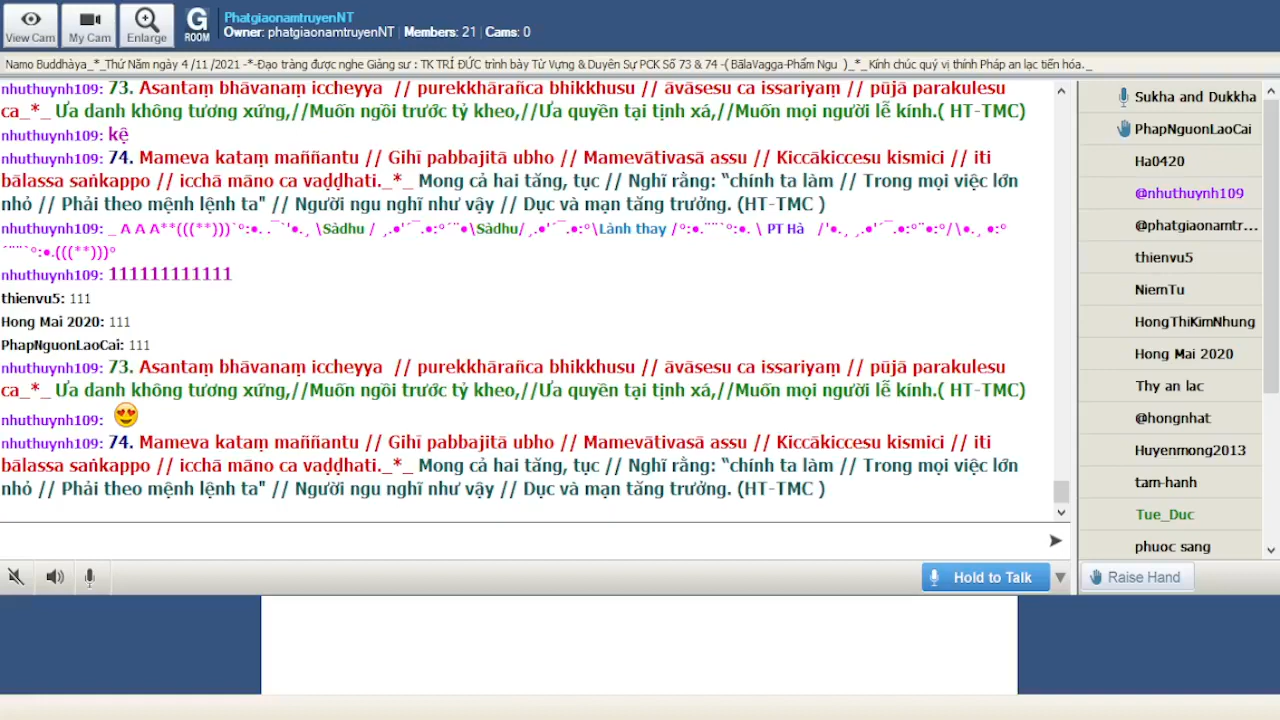 PhatgiaonamtruyenNT
Owner: phatgiaonamtruyenNT | Members: 21 | Cams: 0
View Cam
My Cam
Enlarge
G ROOM
Namo Buddhàya_*_Thứ Năm ngày 4 /11 /2021 -*-Đạo tràng được nghe Giảng sư : TK TRÍ ĐỨC trình bày Từ Vựng & Duyên Sự PCK Số 73 & 74 -( BālaVagga-Phẩm Ngu )_*_ Kính chúc quý vị thính Pháp an lạc tiến hóa._
nhuthuynh109: 73. Asantaṃ bhāvanaṃ iccheyya // purekkhārañca bhikkhusu // āvāsesu ca issariyaṃ // pūjā parakulesu
ca_*_ Ưa danh không tương xứng,//Muốn ngồi trước tỷ kheo,//Ưa quyền tại tịnh xá,//Muốn mọi người lễ kính.( HT-TMC)
nhuthuynh109: kệ
nhuthuynh109: 74. Mameva kataṃ maññantu // Gihī pabbajitā ubho // Mamevātivasā assu // Kiccākiccesu kismici // iti
bālassa saṅkappo // icchā māno ca vaḍḍhati._*_ Mong cả hai tăng, tục // Nghĩ rằng: “chính ta làm // Trong mọi việc lớn
nhỏ // Phải theo mệnh lệnh ta" // Người ngu nghĩ như vậy // Dục và mạn tăng trưởng. (HT-TMC )
nhuthuynh109: _ A A A**(((**)))`°:•. .¯`'•.¸ \Sàdhu / ¸.•'´¯.•:°´¨•\Sàdhu/¸.•'´¯.•:°\Lành thay /°:•.¨¨`°:•. \ PT Hà /'•.¸ ¸.•'´¯.•:°¨•:°/\•.¸ •:°
´¨¨`°:•.(((**)))°
nhuthuynh109: 111111111111
thienvu5: 111
Hong Mai 2020: 111
PhapNguonLaoCai: 111
nhuthuynh109: 73. Asantaṃ bhāvanaṃ iccheyya // purekkhārañca bhikkhusu // āvāsesu ca issariyaṃ // pūjā parakulesu
ca_*_ Ưa danh không tương xứng,//Muốn ngồi trước tỷ kheo,//Ưa quyền tại tịnh xá,//Muốn mọi người lễ kính.( HT-TMC)
nhuthuynh109:
nhuthuynh109: 74. Mameva kataṃ maññantu // Gihī pabbajitā ubho // Mamevātivasā assu // Kiccākiccesu kismici // iti
bālassa saṅkappo // icchā māno ca vaḍḍhati._*_ Mong cả hai tăng, tục // Nghĩ rằng: “chính ta làm // Trong mọi việc lớn
nhỏ // Phải theo mệnh lệnh ta" // Người ngu nghĩ như vậy // Dục và mạn tăng trưởng. (HT-TMC )
Sukha and Dukkha
PhapNguonLaoCai
Ha0420
@nhuthuynh109
@phatgiaonamtr...
thienvu5
NiemTu
HongThiKimNhung
Hong Mai 2020
Thy an lac
@hongnhat
Huyenmong2013
tam-hanh
Tue_Duc
phuoc sang
Hold to Talk
Raise Hand